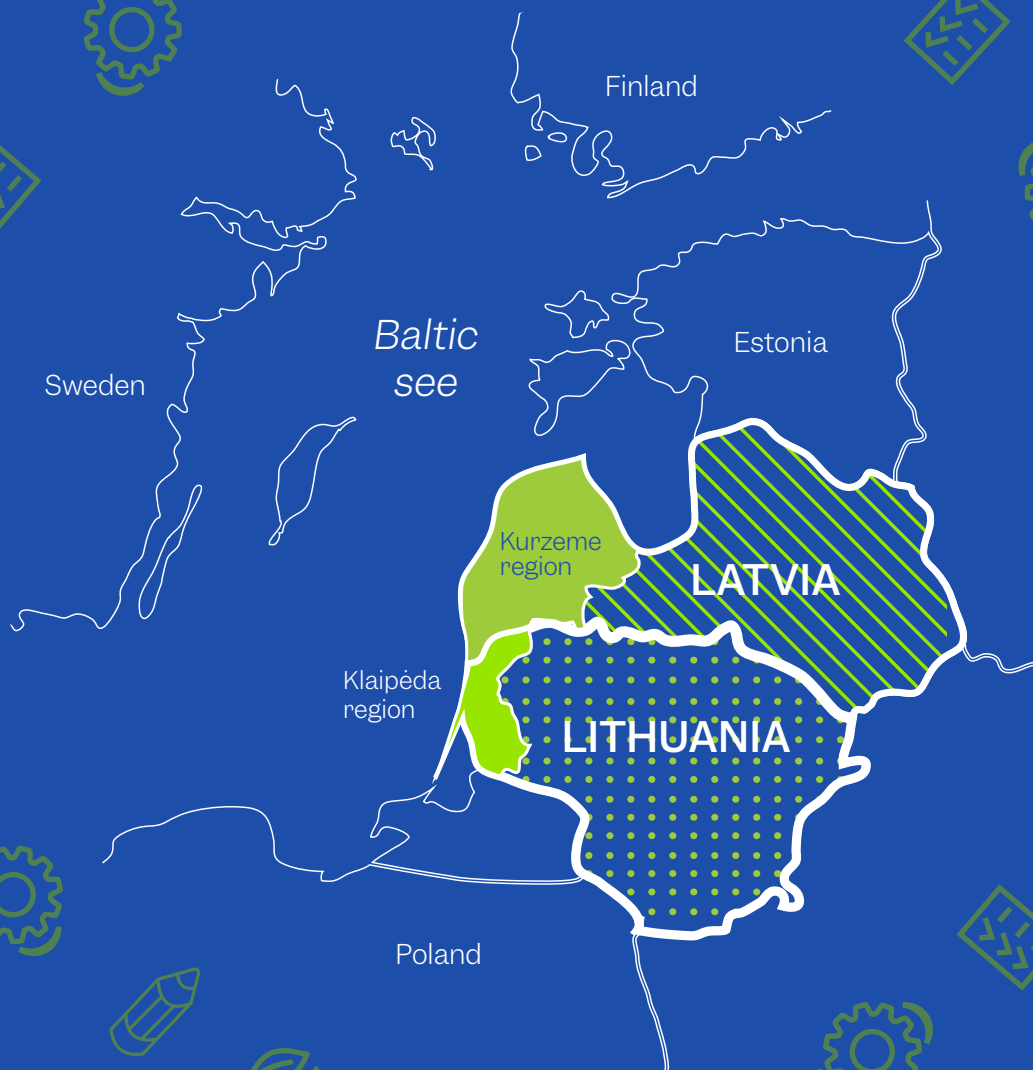 Finland
Baltic
see
Estonia
Sweden
Kurzeme
region
LATVIA
Klaipėda
region
LITHUANIA
Poland